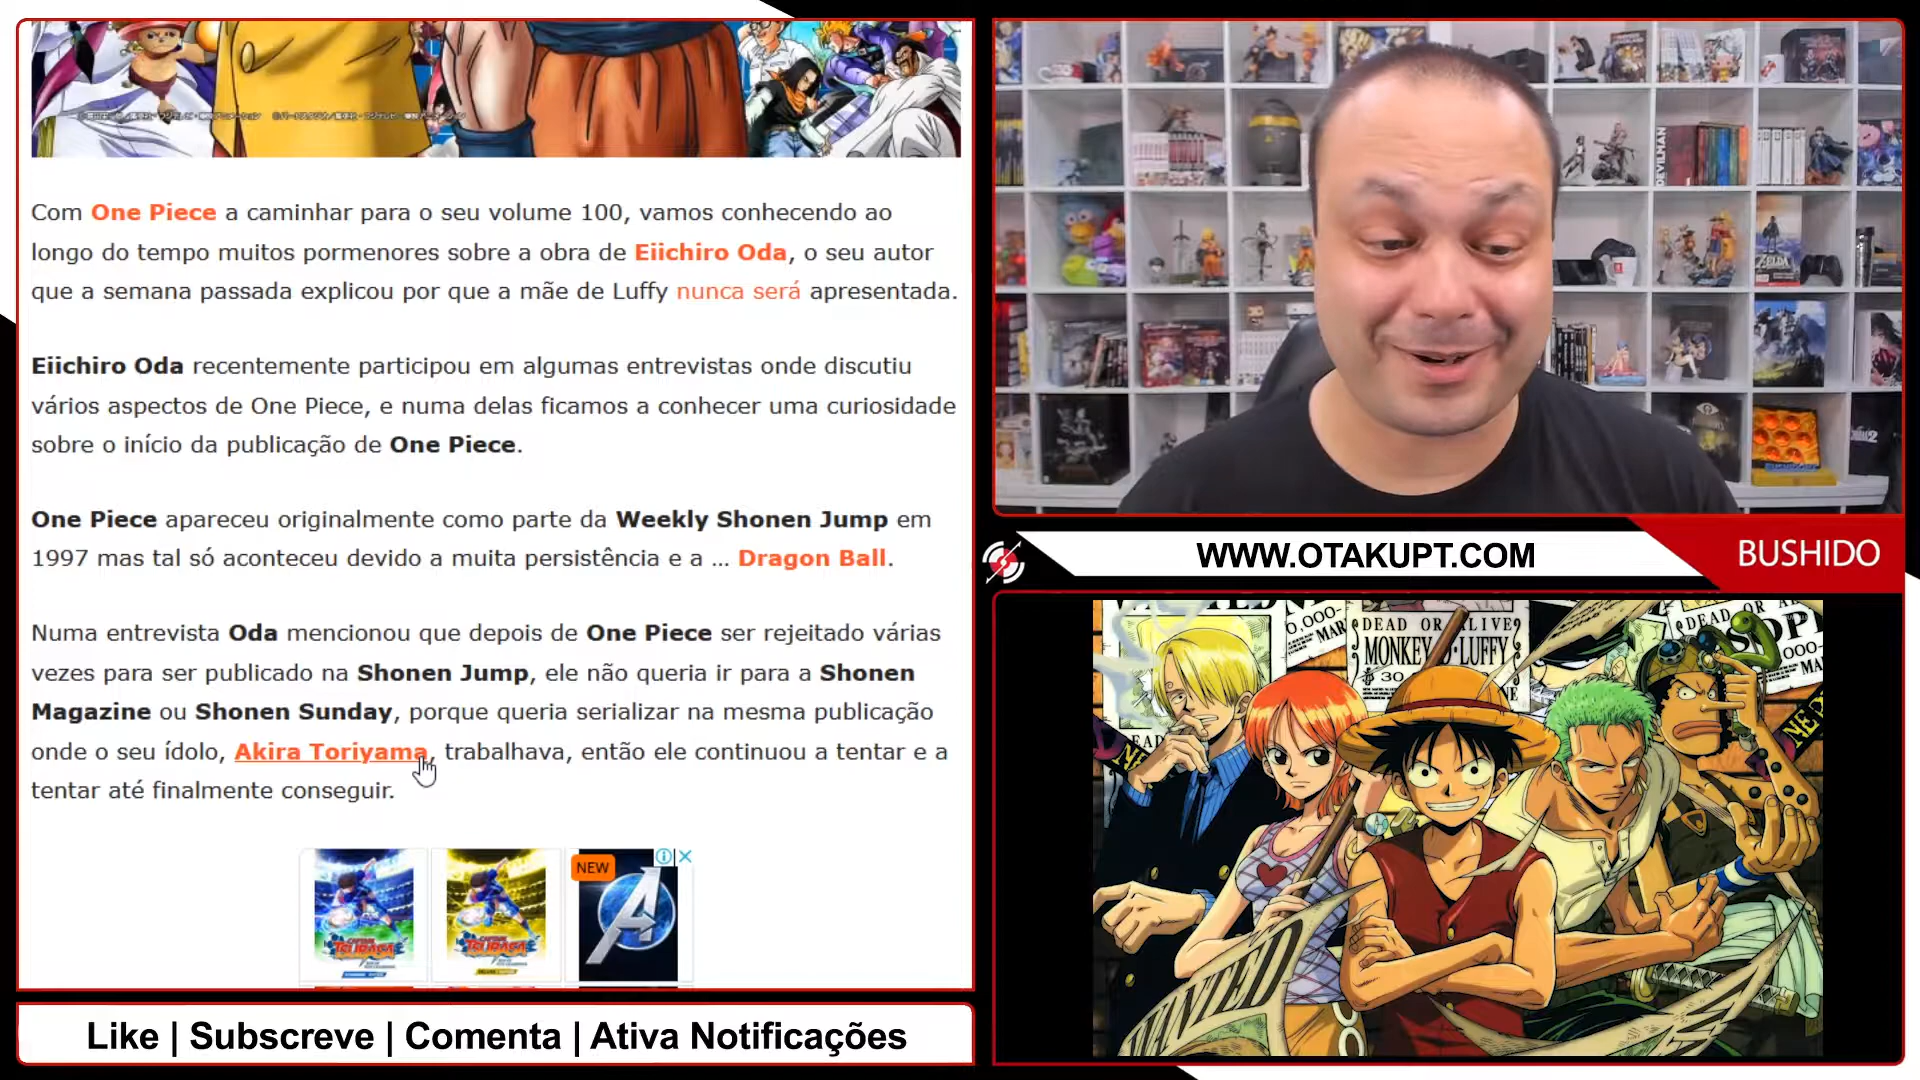 Com One Piece a caminhar para o seu volume 100, vamos conhecendo ao
longo do tempo muitos pormenores sobre a obra de Eiichiro Oda, o seu autor
que a semana passada explicou por que a mãe de Luffy nunca será apresentada.
Eiichiro Oda recentemente participou em algumas entrevistas onde discutiu
vários aspectos de One Piece, e numa delas ficamos a conhecer uma curiosidade
sobre o início da publicação de One Piece.
One Piece apareceu originalmente como parte da Weekly Shonen Jump em
1997 mas tal só aconteceu devido a muita persistência e a ... Dragon Ball.
Numa entrevista Oda mencionou que depois de One Piece ser rejeitado várias
vezes para ser publicado na Shonen Jump, ele não queria ir para a Shonen
Magazine ou Shonen Sunday, porque queria serializar na mesma publicação
onde o seu ídolo, Akira Toriyama, trabalhava, então ele continuou a tentar e a
tentar até finalmente conseguir.
NEW
CAPTAIN
TSUBASA
CAPTAIN
TSUBASA
Like | Subscreve | Comenta | Ativa Notificações
DEVILMAN
ZELDA
WWW.OTAKUPT.COM
BUSHIDO
DEAD OR ALIVE
MONKEY D LUFFY
DEAD OR
WANTED